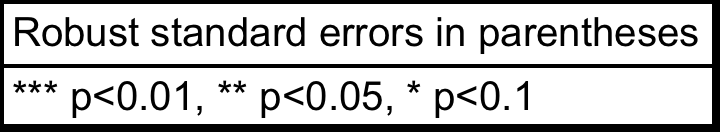 Robust standard errors in parentheses
*** p<0.01, ** p<0.05, * p<0.1